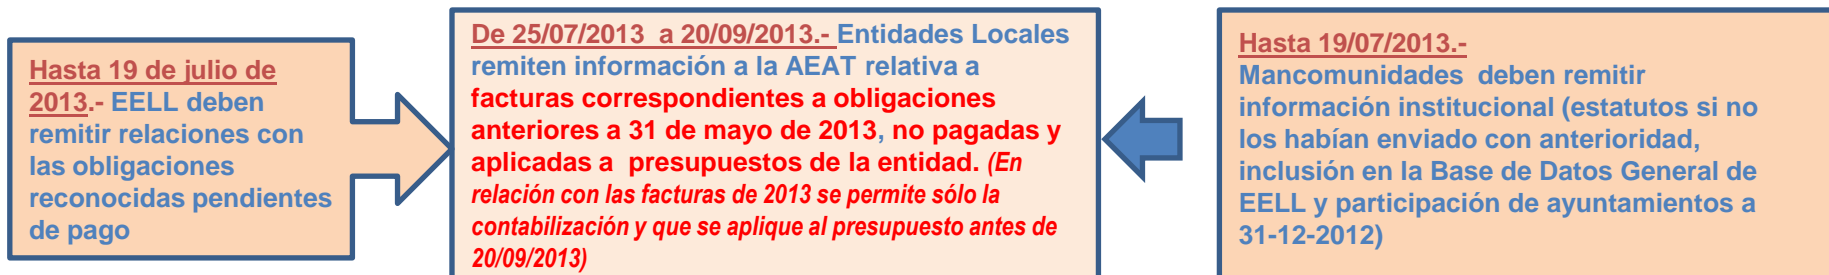 Hasta 19 de julio de
2013.- EELL deben
remitir relaciones con
las obligaciones
reconocidas pendientes
de pago
De 25/07/2013 a 20/09/2013.- Entidades Locales
remiten información a la AEAT relativa a
facturas correspondientes a obligaciones
anteriores a 31 de mayo de 2013, no pagadas y
aplicadas a presupuestos de la entidad. (En
relación con las facturas de 2013 se permite sólo la
contabilización y que se aplique al presupuesto antes de
20/09/2013)
Hasta 19/07/2013.-
Mancomunidades deben remitir
información institucional (estatutos si no
los habían enviado con anterioridad,
inclusión en la Base de Datos General de
EELL y participación de ayuntamientos a
31-12-2012)